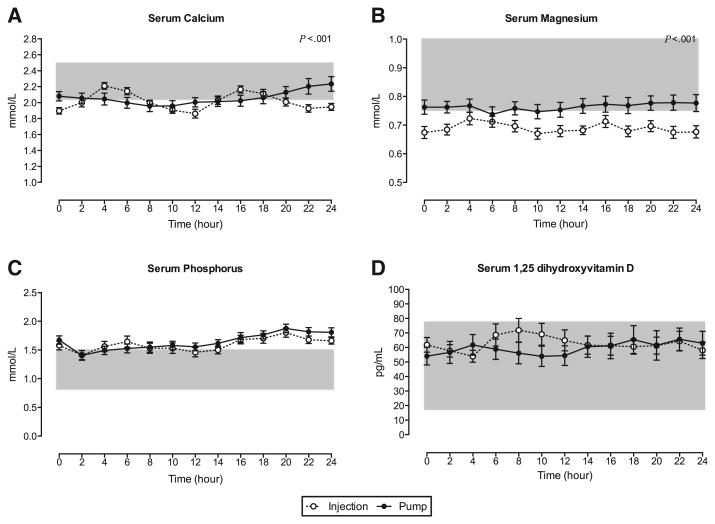 A
Serum Calcium
P <.001
mmol/L
2.8
2.6
2.4
2.2
2.0
1.8
1.6
1.4
1.2
1.0
0 2 4 6 8 10 12 14 16 18 20 22 24
Time (hour)
B
Serum Magnesium
P <.001
mmol/L
1.0
0.9
0.8
0.7
0.6
0.5
0 2 4 6 8 10 12 14 16 18 20 22 24
Time (hour)
C
Serum Phosphorus
mmol/L
2.5
2.0
1.5
1.0
0.5
0.0
0 2 4 6 8 10 12 14 16 18 20 22 24
Time (hour)
D
Serum 1,25 dihydroxyvitamin D
pg/mL
100
90
80
70
60
50
40
30
20
10
0
0 2 4 6 8 10 12 14 16 18 20 22 24
Time (hour)
Injection Pump